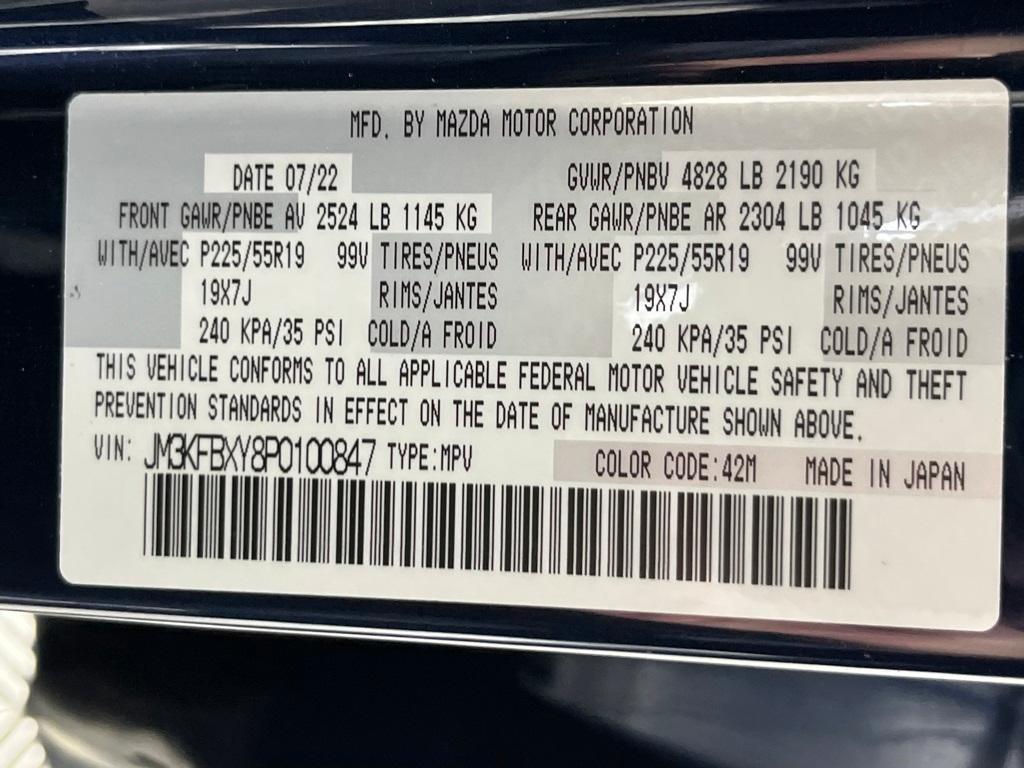 MFD. BY MAZDA MOTOR CORPORATION
DATE 07/22 GVWR/PNBV 4828 LB 2190 KG
FRONT GAWR/PNBE AV 2524 LB 1145 KG REAR GAWR/PNBE AR 2304 LB 1045 KG
WITH/AVEC P225/55R19 99V TIRES/PNEUS WITH/AVEC P225/55R19 99V TIRES/PNEUS
19X7J RIMS/JANTES 19X7J RIMS/JANTES
240 KPA/35 PSI COLD/A FROID 240 KPA/35 PSI COLD/A FROID
THIS VEHICLE CONFORMS TO ALL APPLICABLE FEDERAL MOTOR VEHICLE SAFETY AND THEFT
PREVENTION STANDARDS IN EFFECT ON THE DATE OF MANUFACTURE SHOWN ABOVE.
VIN: JM3KFBXY8P0100847 TYPE:MPV COLOR CODE:42M MADE IN JAPAN